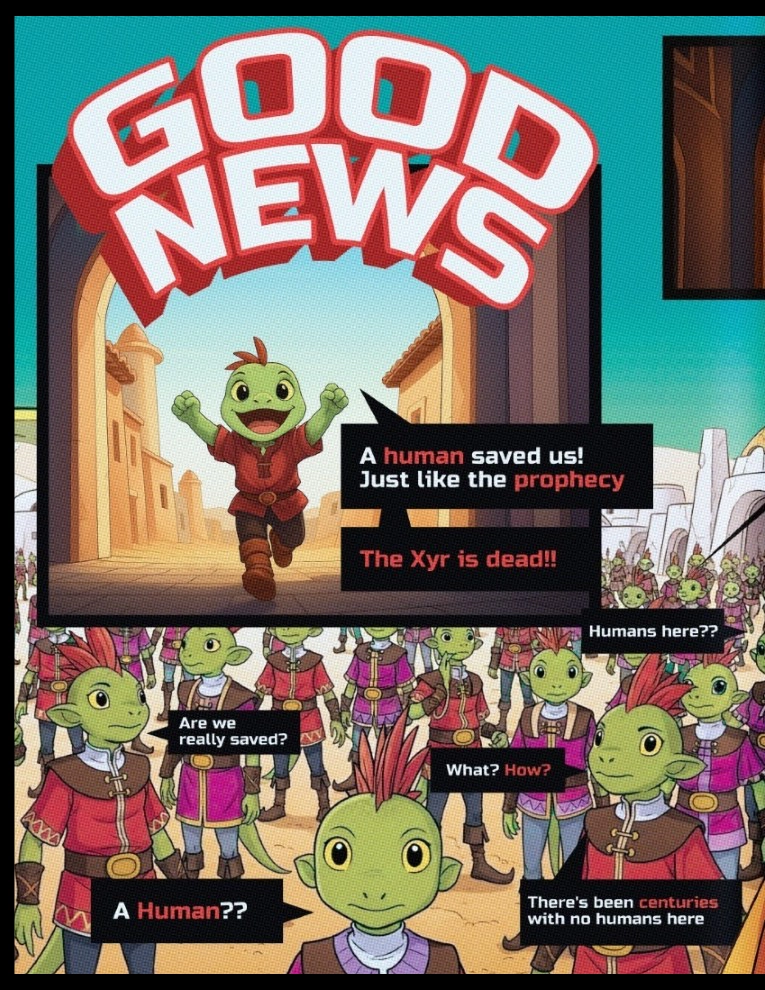 GOOD
NEWS
A human saved us!
Just like the prophecy
The Xyr is dead!!
Humans here??
Are we
really saved?
What? How?
A Human??
There's been centuries
with no humans here